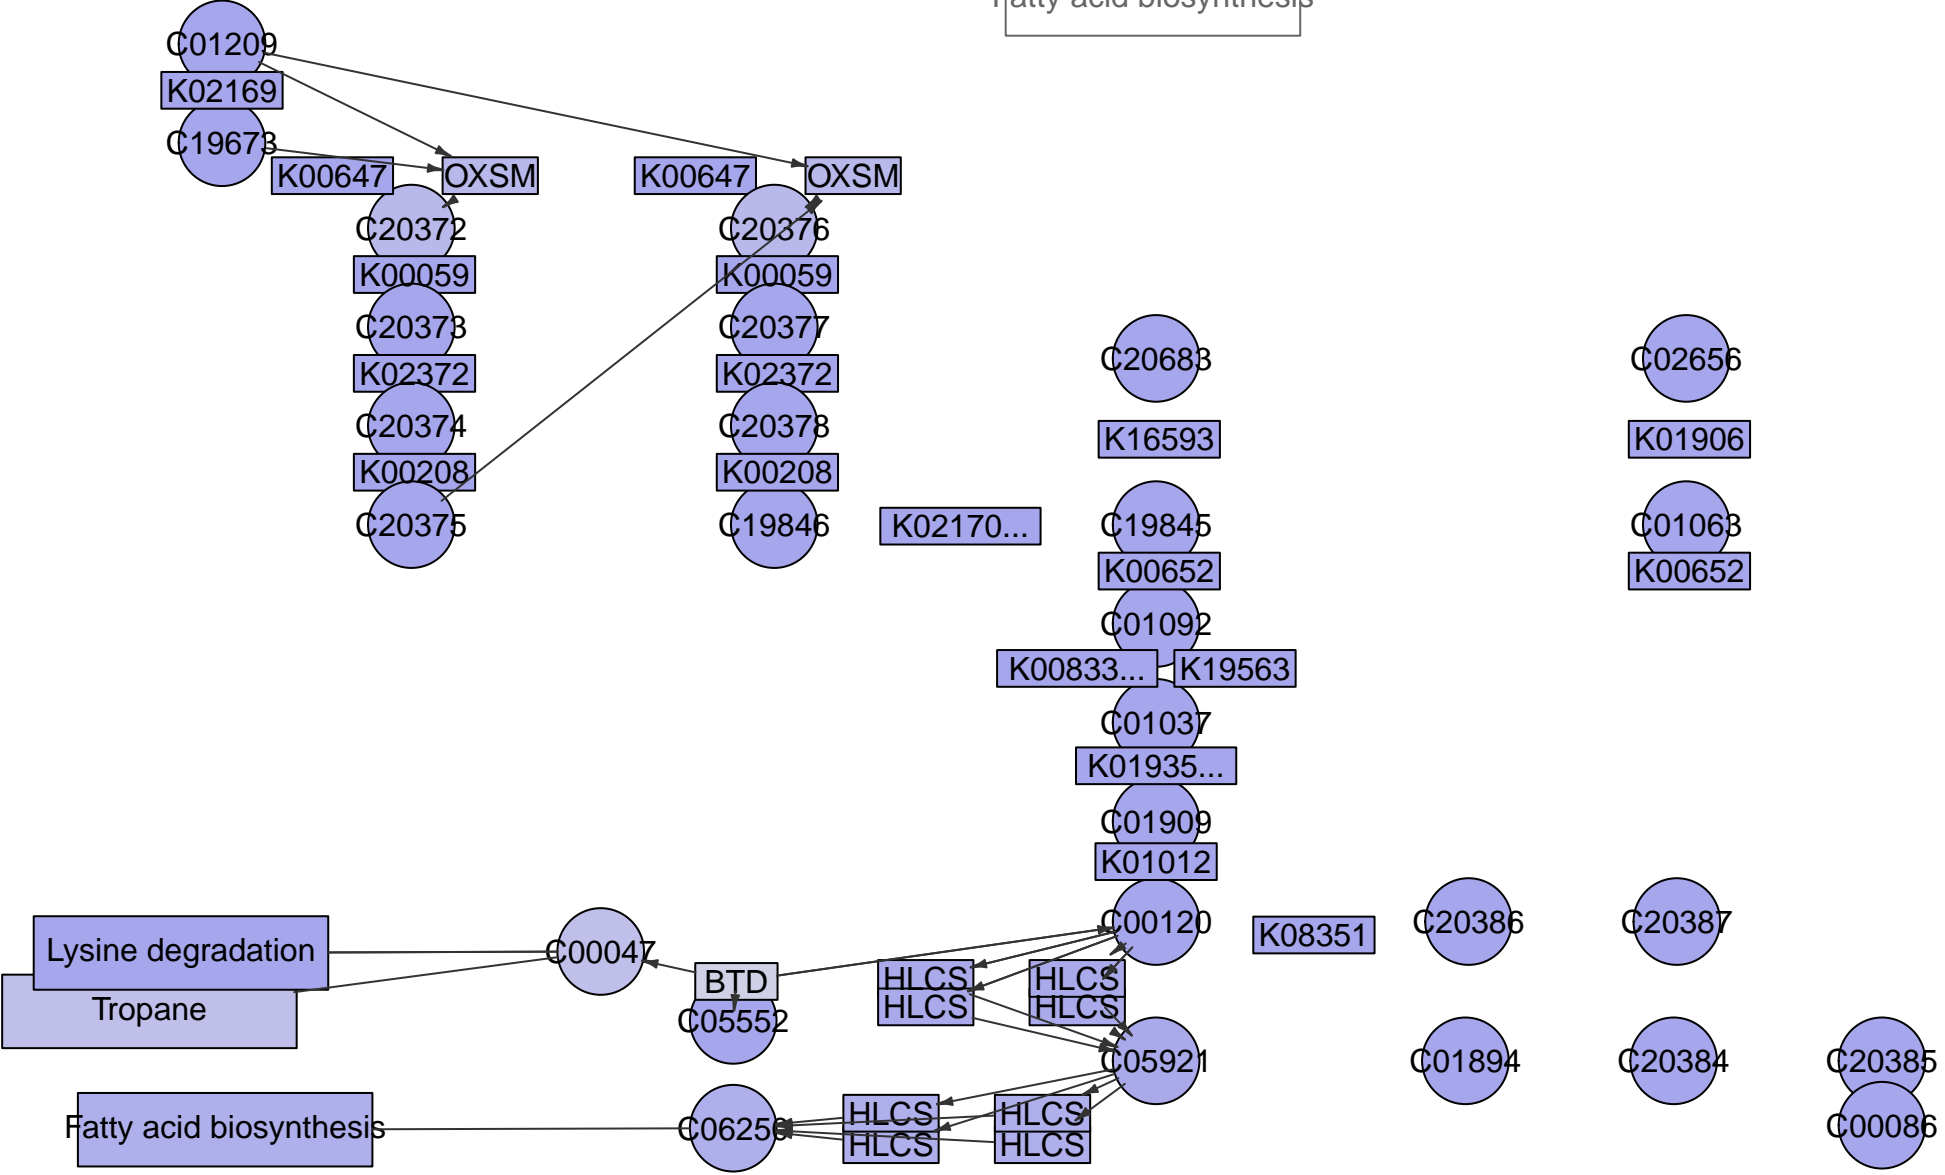 Fatty acid biosynthesis
C01209
K02169
C19673
K00647
OXSM
K00647
OXSM
C20372
C20376
K00059
K00059
C20373
C20377
C20683
C02656
K02372
K02372
C20374
C20378
K16593
K01906
K00208
K00208
C20375
C19846
K02170...
C19845
C01063
K00652
K00652
C01092
K00833...
K19563
C01037
K01935...
C01909
K01012
C00120
K08351
C20386
C20387
Lysine degradation
C00047
BTD
HLCS
HLCS
Tropane
HLCS
HLCS
C05552
C05921
C01894
C20384
C20385
Fatty acid biosynthesis
C06250
HLCS
HLCS
C00086
HLCS
HLCS